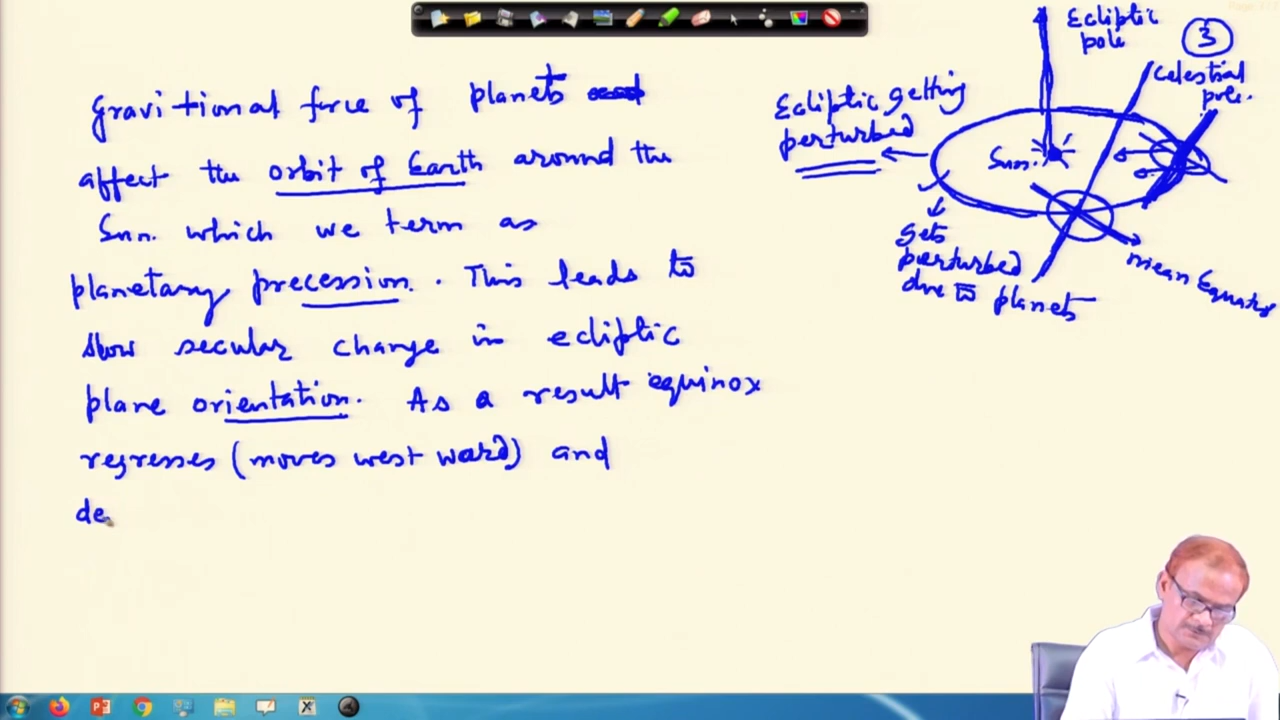 Gravitional force of planets
affect the orbit of Earth around the
Sun. which we term as
planetary precession. This leads to
slow secular change in ecliptic
plane orientation. As a result equinox
regresses (moves west ward) and
de
Ecliptic pole
3
Celestial pole.
Ecliptic getting perturbed
Sun.
gets perturbed due to planets
mean Equator